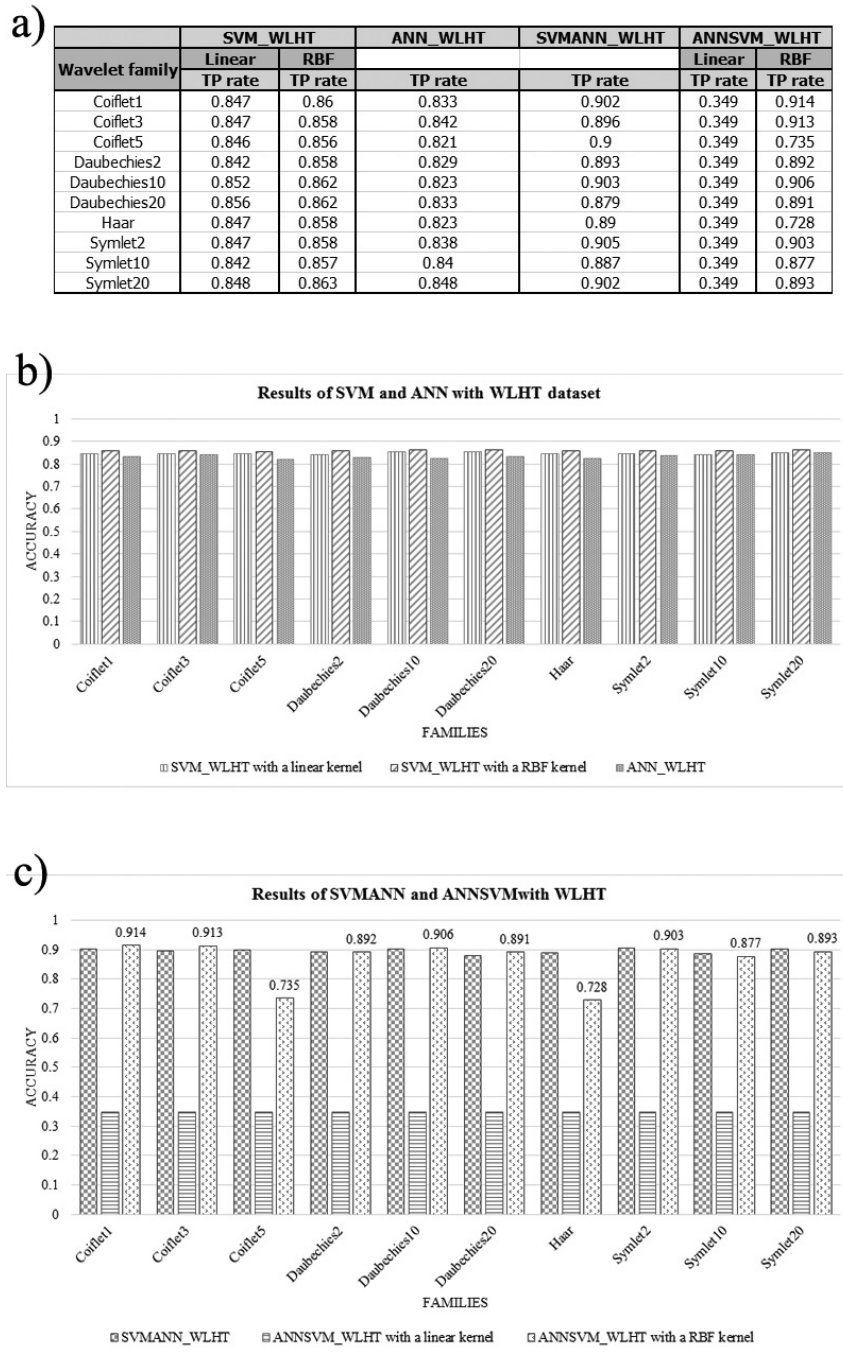 a)
SVM_WLHT ANN_WLHT SVMANN_WLHT ANNSVM_WLHT
Wavelet family Linear RBF Linear RBF
TP rate TP rate TP rate TP rate TP rate TP rate
Coiflet1 0.847 0.86 0.833 0.902 0.349 0.914
Coiflet3 0.847 0.858 0.842 0.896 0.349 0.913
Coiflet5 0.846 0.856 0.821 0.9 0.349 0.735
Daubechies2 0.842 0.858 0.829 0.893 0.349 0.892
Daubechies10 0.852 0.862 0.823 0.903 0.349 0.906
Daubechies20 0.856 0.862 0.833 0.879 0.349 0.891
Haar 0.847 0.858 0.823 0.89 0.349 0.728
Symlet2 0.847 0.858 0.838 0.905 0.349 0.903
Symlet10 0.842 0.857 0.84 0.887 0.349 0.877
Symlet20 0.848 0.863 0.848 0.902 0.349 0.893
b)
Results of SVM and ANN with WLHT dataset
1
0.9
0.8
0.7
0.6
0.5
0.4
0.3
0.2
0.1
0
ACCURACY
Coiflet1 Coiflet3 Coiflet5 Daubechies2 Daubechies10 Daubechies20 Haar Symlet2 Symlet10 Symlet20
FAMILIES
SVM_WLHT with a linear kernel SVM_WLHT with a RBF kernel ANN_WLHT
c)
Results of SVMANN and ANNSVMwith WLHT
1
0.9
0.8
0.7
0.6
0.5
0.4
0.3
0.2
0.1
0
ACCURACY
0.914 0.913 0.735 0.892 0.906 0.891 0.728 0.903 0.877 0.893
Coiflet1 Coiflet3 Coiflet5 Daubechies2 Daubechies10 Daubechies20 Haar Symlet2 Symlet10 Symlet20
FAMILIES
SVMANN_WLHT ANNSVM_WLHT with a linear kernel ANNSVM_WLHT with a RBF kernel